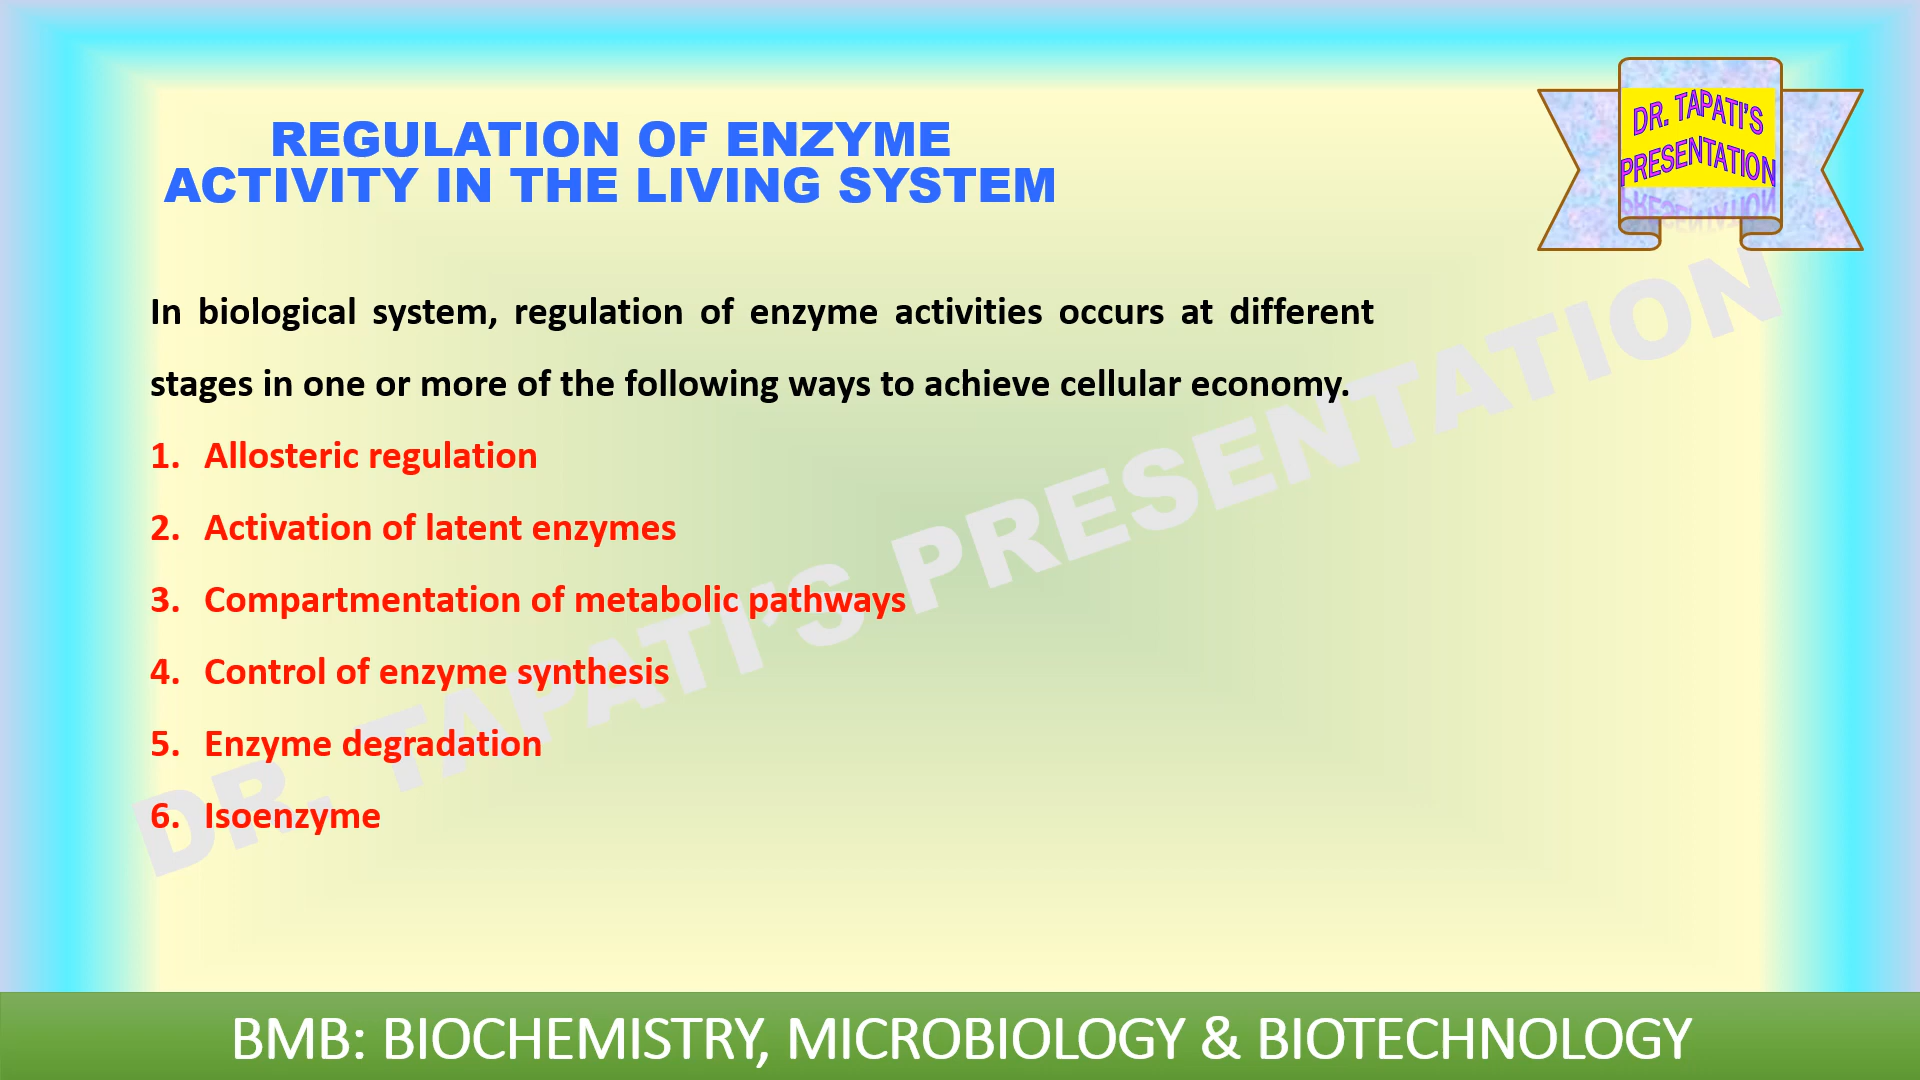 REGULATION OF ENZYME
ACTIVITY IN THE LIVING SYSTEM
DR. TAPATI'S
PRESENTATION
In biological system, regulation of enzyme activities occurs at different
stages in one or more of the following ways to achieve cellular economy.
1. Allosteric regulation
2. Activation of latent enzymes
3. Compartmentation of metabolic pathways
4. Control of enzyme synthesis
5. Enzyme degradation
6. Isoenzyme
DR. TAPATI'S PRESENTATION
BMB: BIOCHEMISTRY, MICROBIOLOGY & BIOTECHNOLOGY